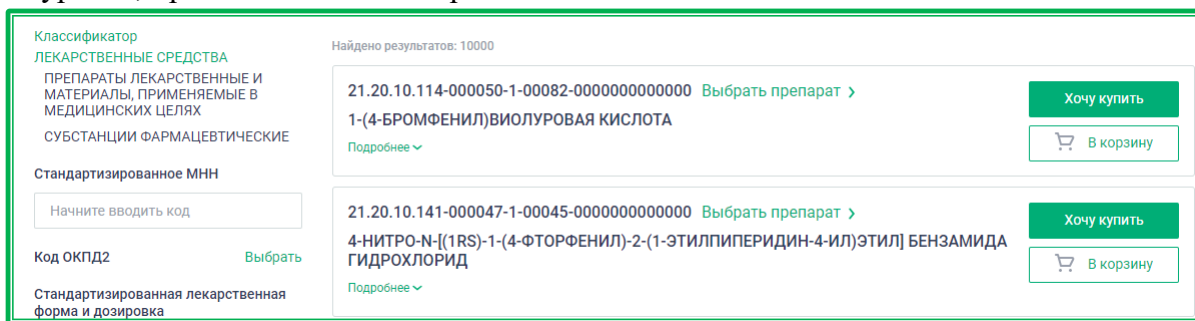 Классификатор
ЛЕКАРСТВЕННЫЕ СРЕДСТВА
ПРЕПАРАТЫ ЛЕКАРСТВЕННЫЕ И
МАТЕРИАЛЫ, ПРИМЕНЯЕМЫЕ В
МЕДИЦИНСКИХ ЦЕЛЯХ
СУБСТАНЦИИ ФАРМАЦЕВТИЧЕСКИЕ
Стандартизированное МНН
Начните вводить код
Код ОКПД2 Выбрать
Стандартизированная лекарственная
форма и дозировка
Найдено результатов: 10000
21.20.10.114-000050-1-00082-0000000000000 Выбрать препарат
1-(4-БРОМФЕНИЛ)ВИОЛУРОВАЯ КИСЛОТА
Подробнее
Хочу купить
В корзину
21.20.10.141-000047-1-00045-0000000000000 Выбрать препарат
4-НИТРО-N-[(1RS)-1-(4-ФТОРФЕНИЛ)-2-(1-ЭТИЛПИПЕРИДИН-4-ИЛ)ЭТИЛ] БЕНЗАМИДА
ГИДРОХЛОРИД
Подробнее
Хочу купить
В корзину